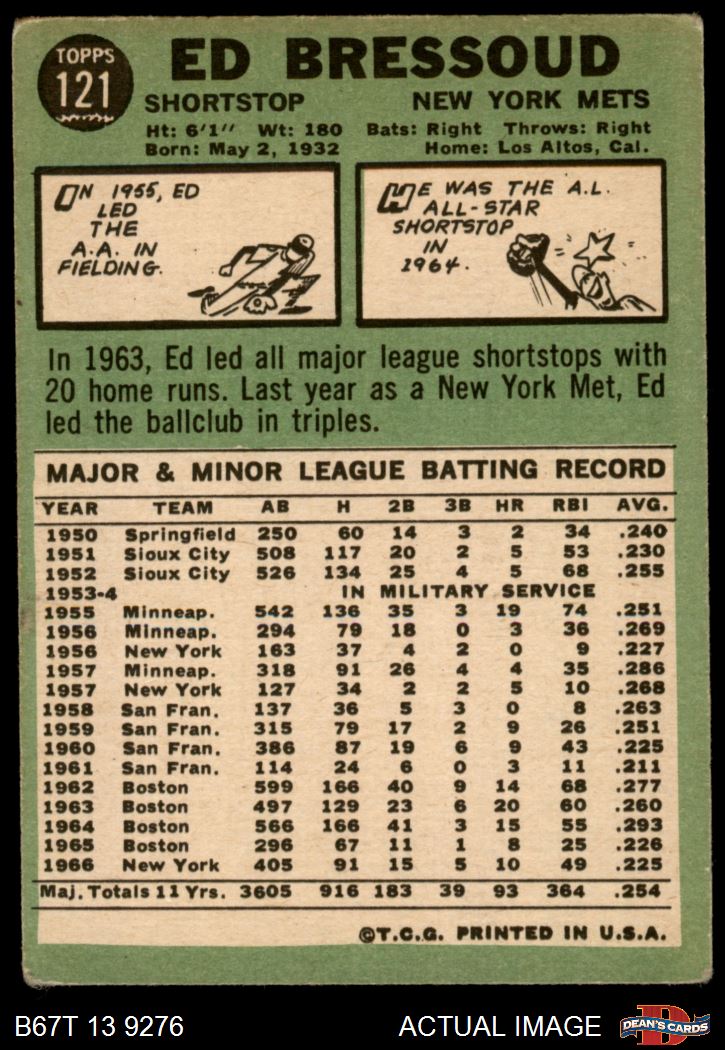 TOPPS
121
ED BRESSOUD
SHORTSTOP NEW YORK METS
Ht: 6'1" Wt: 180 Bats: Right Throws: Right
Born: May 2, 1932 Home: Los Altos, Cal.
ON 1955, ED
LED
THE
A.A. IN
FIELDING.
HE WAS THE A.L.
ALL-STAR
SHORTSTOP
IN
1964.
In 1963, Ed led all major league shortstops with
20 home runs. Last year as a New York Met, Ed
led the ballclub in triples.
MAJOR & MINOR LEAGUE BATTING RECORD
YEAR TEAM AB H 2B 3B HR RBI AVG.
1950 Springfield 250 60 14 3 2 34 .240
1951 Sioux City 508 117 20 2 5 53 .230
1952 Sioux City 526 134 25 4 5 68 .255
1953-4 IN MILITARY SERVICE
1955 Minneap. 542 136 35 3 19 74 .251
1956 Minneap. 294 79 18 0 3 36 .269
1956 New York 163 37 4 2 0 9 .227
1957 Minneap. 318 91 26 4 4 35 .286
1957 New York 127 34 2 2 5 10 .268
1958 San Fran. 137 36 5 3 0 8 .263
1959 San Fran. 315 79 17 2 9 26 .251
1960 San Fran. 386 87 19 6 9 43 .225
1961 San Fran. 114 24 6 0 3 11 .211
1962 Boston 599 166 40 9 14 68 .277
1963 Boston 497 129 23 6 20 60 .260
1964 Boston 566 166 41 3 15 55 .293
1965 Boston 296 67 11 1 8 25 .226
1966 New York 405 91 15 5 10 49 .225
Maj. Totals 11 Yrs. 3605 916 183 39 93 364 .254
©T.C.G. PRINTED IN U.S.A.
B67T 13 9276 ACTUAL IMAGE
D
DEAN'S CARDS